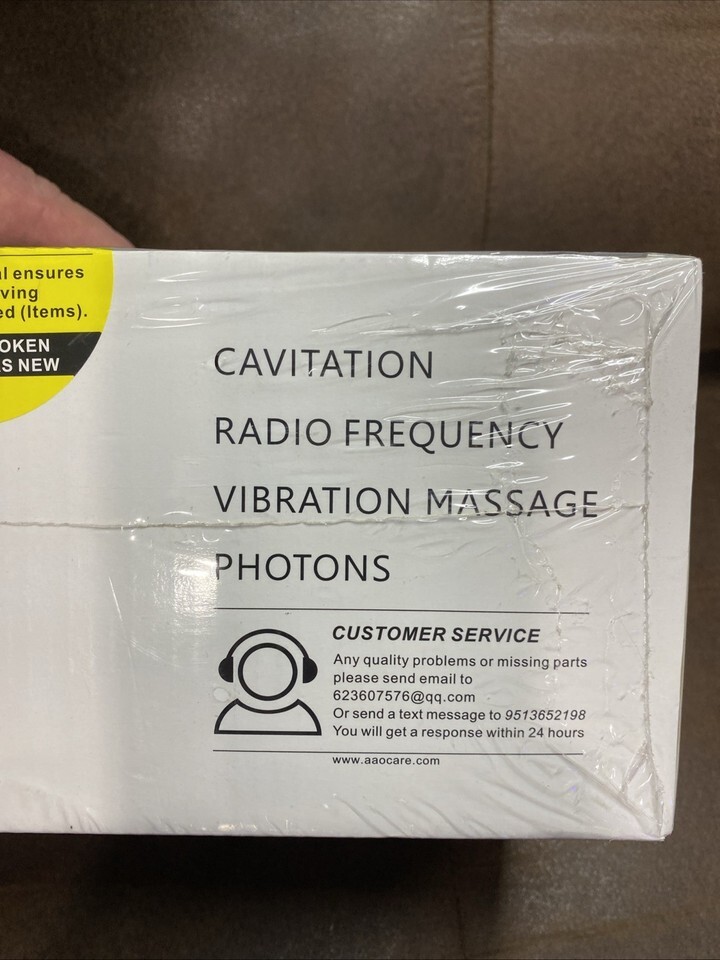 al ensures
ving
ed (Items).
OKEN
S NEW
CAVITATION
RADIO FREQUENCY
VIBRATION MASSAGE
PHOTONS
CUSTOMER SERVICE
Any quality problems or missing parts
please send email to
623607576@qq.com
Or send a text message to 9513652198
You will get a response within 24 hours
www.aaocare.com